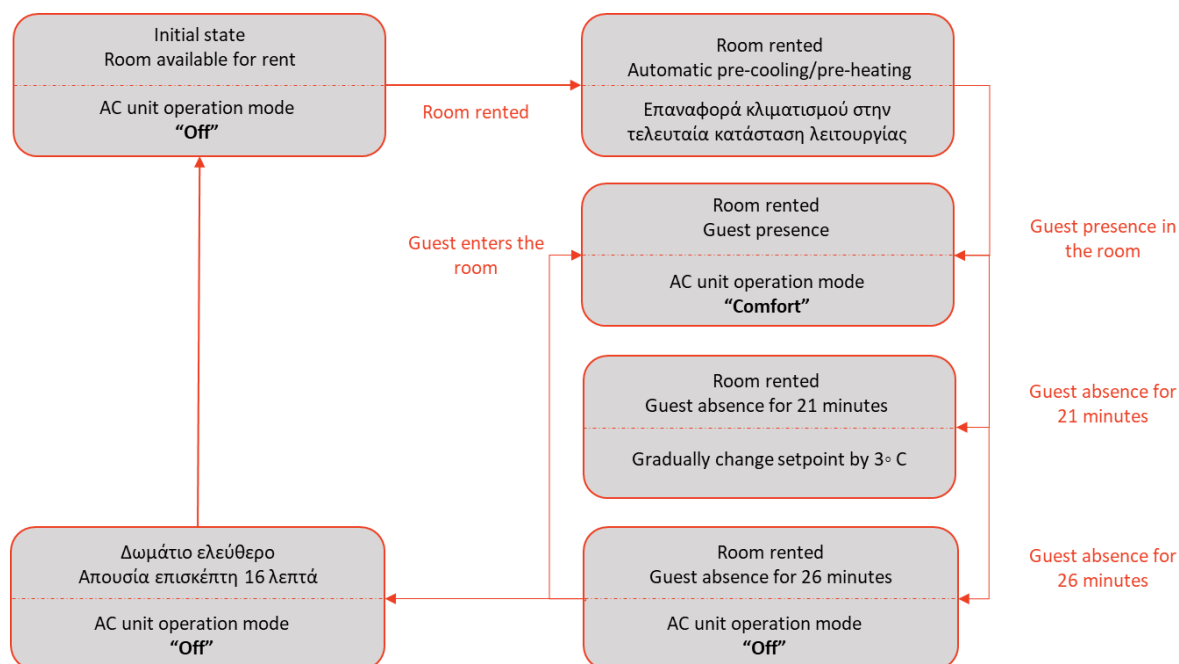 Initial state
Room available for rent
AC unit operation mode
“Off”
Room rented
Room rented
Automatic pre-cooling/pre-heating
Επαναφορά κλιματισμού στην
τελευταία κατάσταση λειτουργίας
Guest enters the
room
Room rented
Guest presence
AC unit operation mode
“Comfort”
Guest presence in
the room
Room rented
Guest absence for 21 minutes
Gradually change setpoint by 3◦ C
Guest absence for
21 minutes
Δωμάτιο ελεύθερο
Απουσία επισκέπτη 16 λεπτά
AC unit operation mode
“Off”
Room rented
Guest absence for 26 minutes
AC unit operation mode
“Off”
Guest absence for
26 minutes